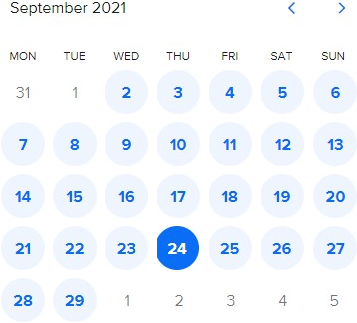 September 2021
MON TUE WED THU FRI SAT SUN
31 1 2 3 4 5 6
7 8 9 10 11 12 13
14 15 16 17 18 19 20
21 22 23 24 25 26 27
28 29 1 2 3 4 5